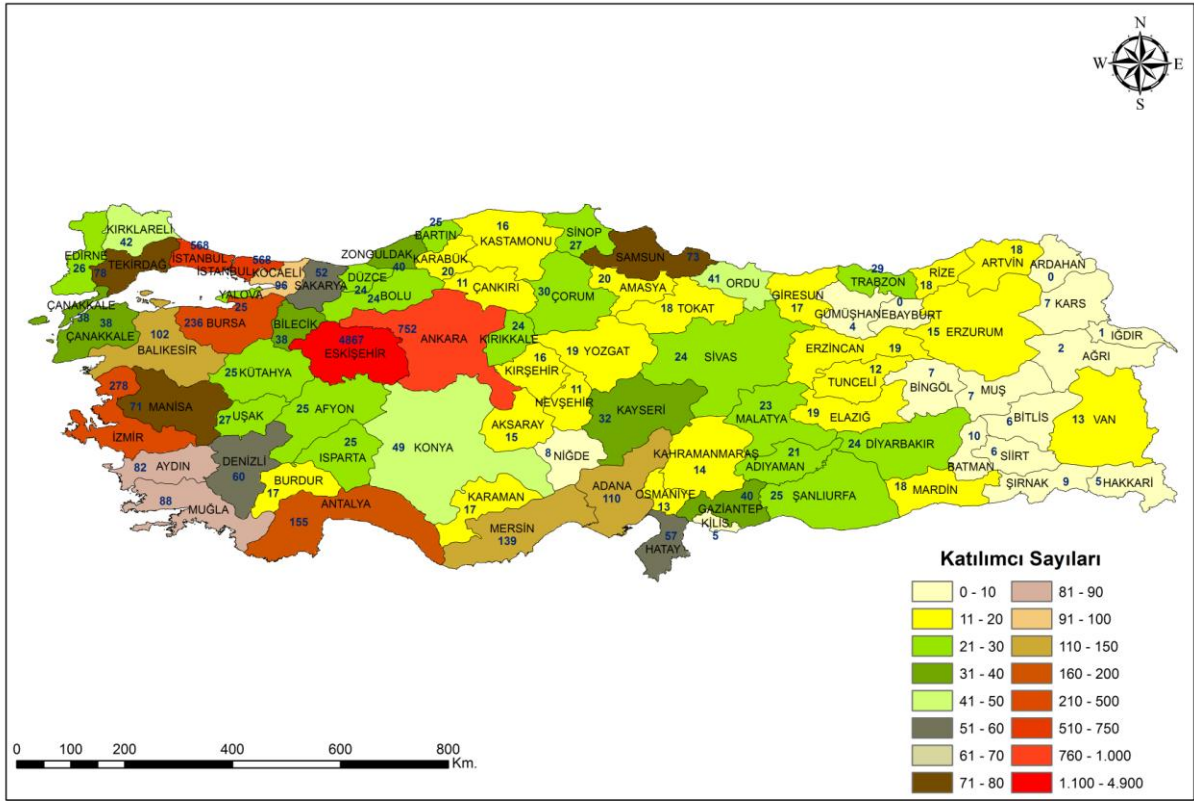 N
W E
S
KIRKLARELİ
42
EDİRNE
26
78
TEKİRDAĞ
568
İSTANBUL
568
İSTANBUL
KOCAELİ
96
52
SAKARYA
YALOVA
25
ÇANAKKALE
38
38
ÇANAKKALE
102
BALIKESİR
236 BURSA
BİLECİK
38
DÜZCE
24
24 BOLU
ZONGULDAK
40
25
BARTIN
KARABÜK
20
16
KASTAMONU
11
ÇANKIRI
SİNOP
27
SAMSUN 73
20
AMASYA
30
ÇORUM
18 TOKAT
41
ORDU
GİRESUN
17
29
TRABZON
0
GÜMÜŞHANE
4
BAYBURT
RİZE
18
18
ARTVİN
ARDAHAN
0
7
KARS
1
IĞDIR
2
AĞRI
15 ERZURUM
ERZİNCAN 19
12
TUNCELİ
7
BİNGÖL
7 MUŞ
BİTLİS
6
13 VAN
4867
ESKİŞEHİR
752
ANKARA
24
KIRIKKALE
16
KIRŞEHİR
19 YOZGAT
24 SİVAS
11
NEVŞEHİR
32
KAYSERİ
23
MALATYA
19 ELAZIĞ
24 DİYARBAKIR
10
BATMAN
6
SİİRT
ŞIRNAK 9
5 HAKKARİ
25 KÜTAHYA
278
71 MANİSA
27 UŞAK
25 AFYON
İZMİR
82 AYDIN
DENİZLİ
60
25
ISPARTA
49 KONYA
AKSARAY
15
8 NİĞDE
KAHRAMANMARAŞ
14
21
ADIYAMAN
18 MARDİN
88
MUĞLA
BURDUR
17
ANTALYA
155
KARAMAN
17
MERSİN
139
ADANA
110
OSMANİYE
13
40
GAZİANTEP
KİLİS
5
25 ŞANLIURFA
57
HATAY
Katılımcı Sayıları
0 - 10 81 - 90
11 - 20 91 - 100
21 - 30 110 - 150
31 - 40 160 - 200
41 - 50 210 - 500
51 - 60 510 - 750
61 - 70 760 - 1.000
71 - 80 1.100 - 4.900
0 100 200 400 600 800
Km.